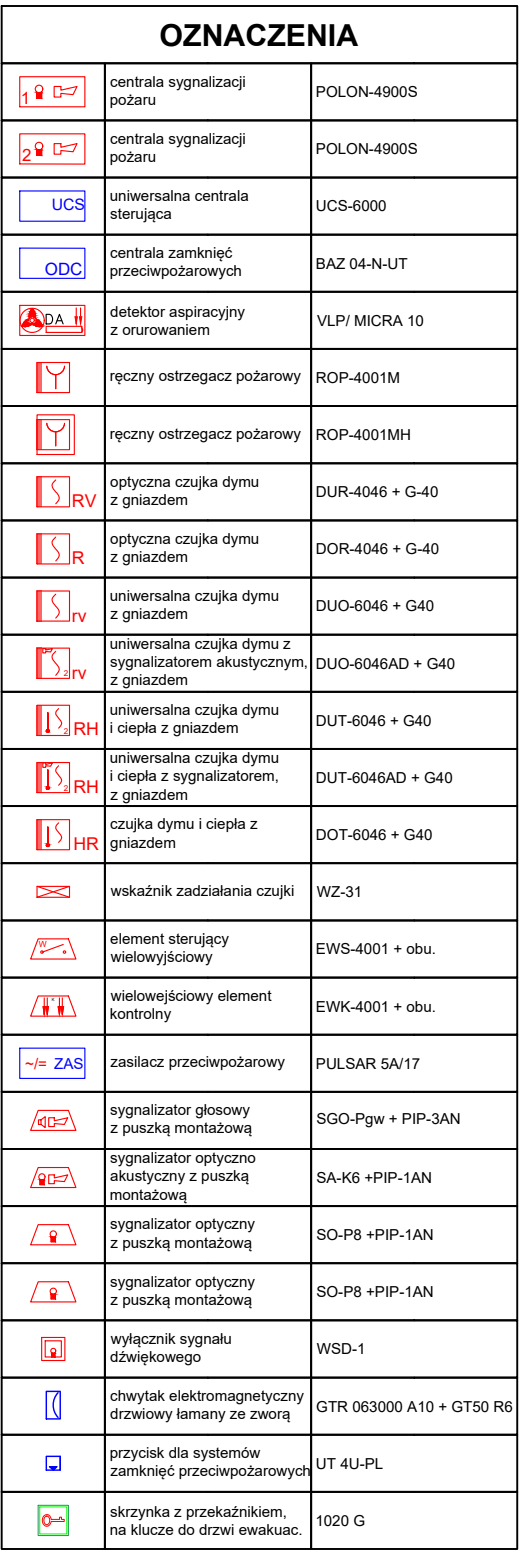 OZNACZENIA
1
centrala sygnalizacji
pożaru
POLON-4900S
2
centrala sygnalizacji
pożaru
POLON-4900S
UCS
uniwersalna centrala
sterująca
UCS-6000
ODC
centrala zamknięć
przeciwpożarowych
BAZ 04-N-UT
DA
detektor aspiracyjny
z orurowaniem
VLP/ MICRA 10
ręczny ostrzegacz pożarowy
ROP-4001M
ręczny ostrzegacz pożarowy
ROP-4001MH
RV
optyczna czujka dymu
z gniazdem
DUR-4046 + G-40
R
optyczna czujka dymu
z gniazdem
DOR-4046 + G-40
rv
uniwersalna czujka dymu
z gniazdem
DUO-6046 + G40
2 rv
uniwersalna czujka dymu z
sygnalizatorem akustycznym,
z gniazdem
DUO-6046AD + G40
2 RH
uniwersalna czujka dymu
i ciepła z gniazdem
DUT-6046 + G40
2 RH
uniwersalna czujka dymu
i ciepła z sygnalizatorem,
z gniazdem
DUT-6046AD + G40
HR
czujka dymu i ciepła z
gniazdem
DOT-6046 + G40
wskaźnik zadziałania czujki
WZ-31
W
element sterujący
wielowyjściowy
EWS-4001 + obu.
K
wielowejściowy element
kontrolny
EWK-4001 + obu.
~/= ZAS
zasilacz przeciwpożarowy
PULSAR 5A/17
sygnalizator głosowy
z puszką montażową
SGO-Pgw + PIP-3AN
sygnalizator optyczno
akustyczny z puszką
montażową
SA-K6 +PIP-1AN
sygnalizator optyczny
z puszką montażową
SO-P8 +PIP-1AN
sygnalizator optyczny
z puszką montażową
SO-P8 +PIP-1AN
wyłącznik sygnału
dźwiękowego
WSD-1
chwytak elektromagnetyczny
drzwiowy łamany ze zworą
GTR 063000 A10 + GT50 R6
przycisk dla systemów
zamknięć przeciwpożarowych
UT 4U-PL
skrzynka z przekaźnikiem,
na klucze do drzwi ewakuac.
1020 G